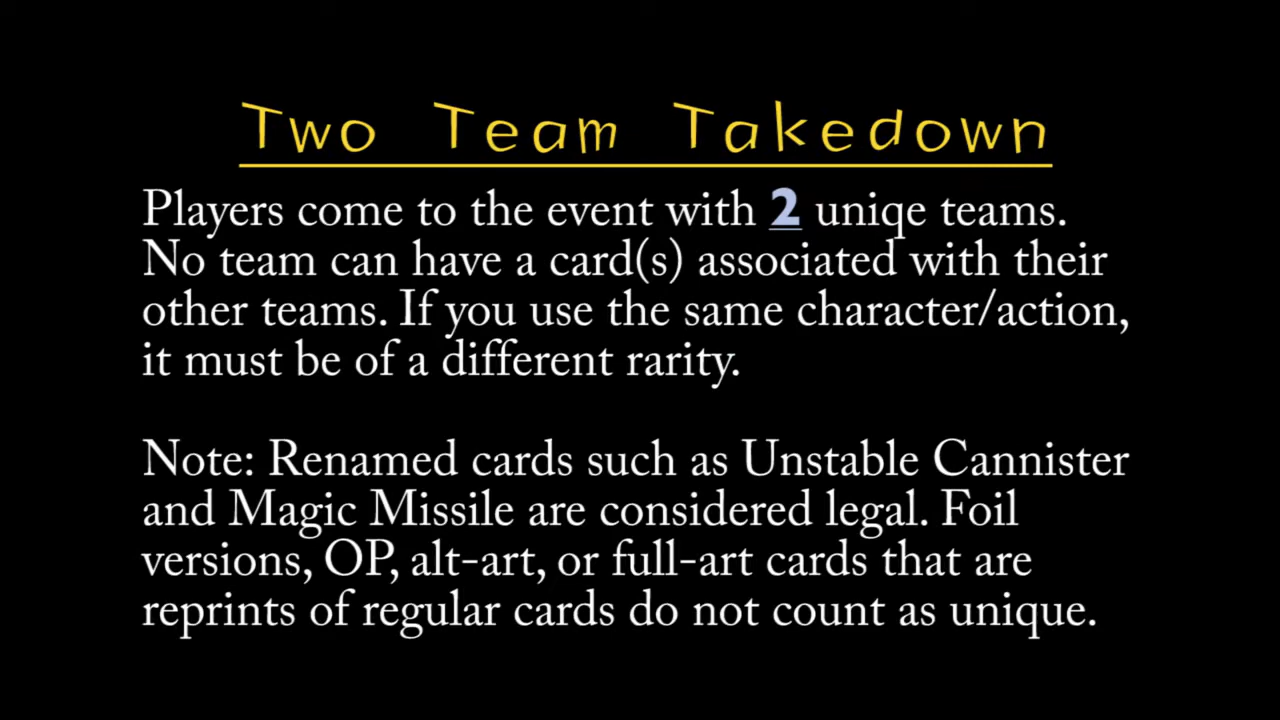 Two Team Takedown
Players come to the event with 2 uniqe teams.
No team can have a card(s) associated with their
other teams. If you use the same character/action,
it must be of a different rarity.
Note: Renamed cards such as Unstable Cannister
and Magic Missile are considered legal. Foil
versions, OP, alt-art, or full-art cards that are
reprints of regular cards do not count as unique.